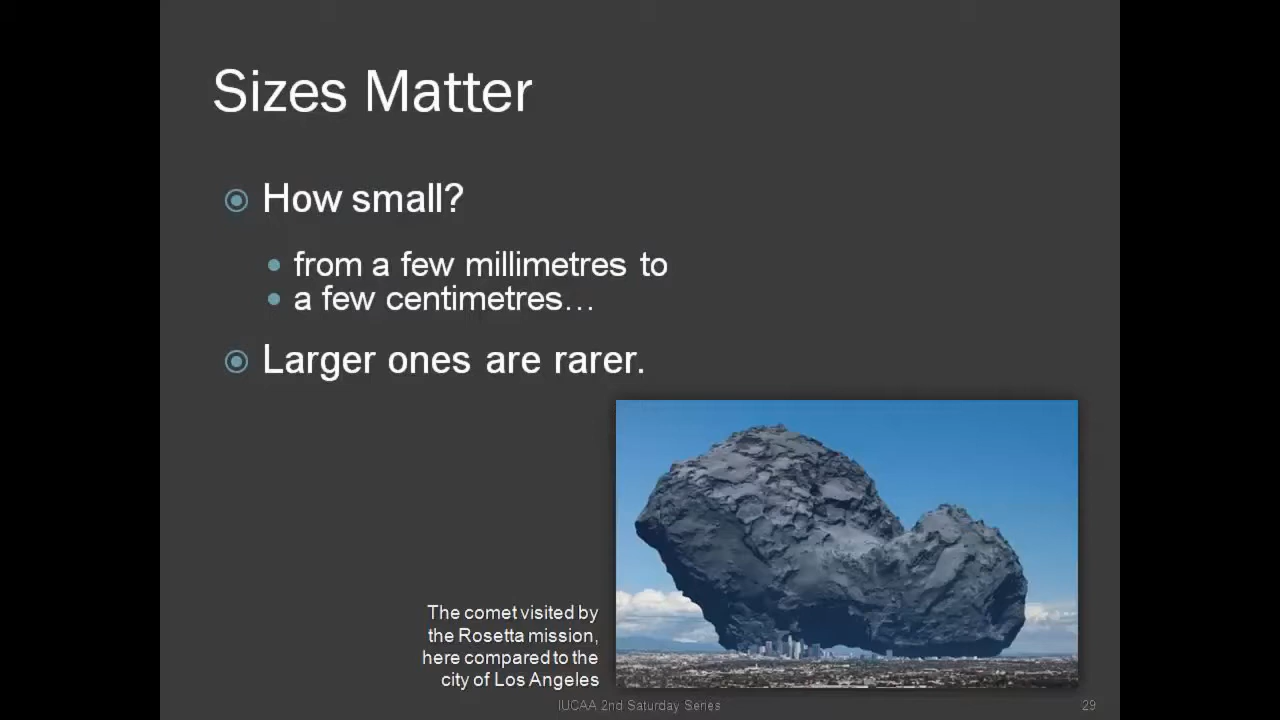 Sizes Matter
How small?
from a few millimetres to
a few centimetres…
Larger ones are rarer.
The comet visited by
the Rosetta mission,
here compared to the
city of Los Angeles
IUCAA 2nd Saturday Series
29